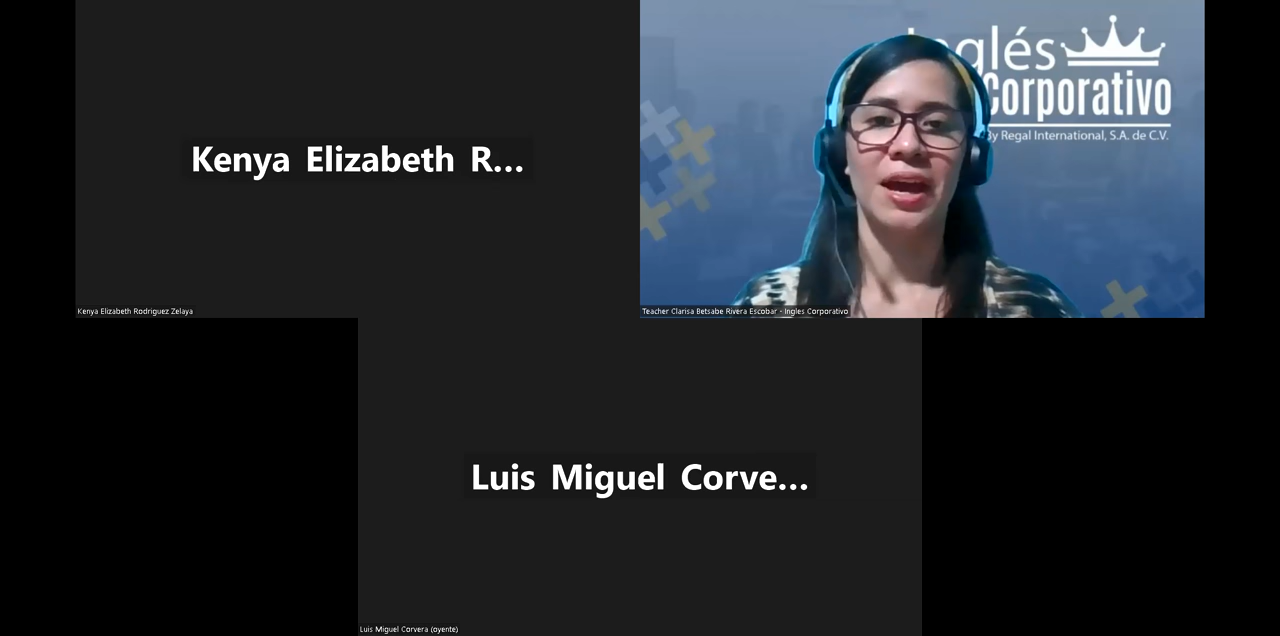 Kenya Elizabeth R...
Kenya Elizabeth Rodriguez Zelaya
Inglés
Corporativo
By Regal International, S.A. de C.V.
Teacher Clarisa Betsabe Rivera Escobar - Ingles Corporativo
Luis Miguel Corve...
Luis Miguel Corvera (oyente)